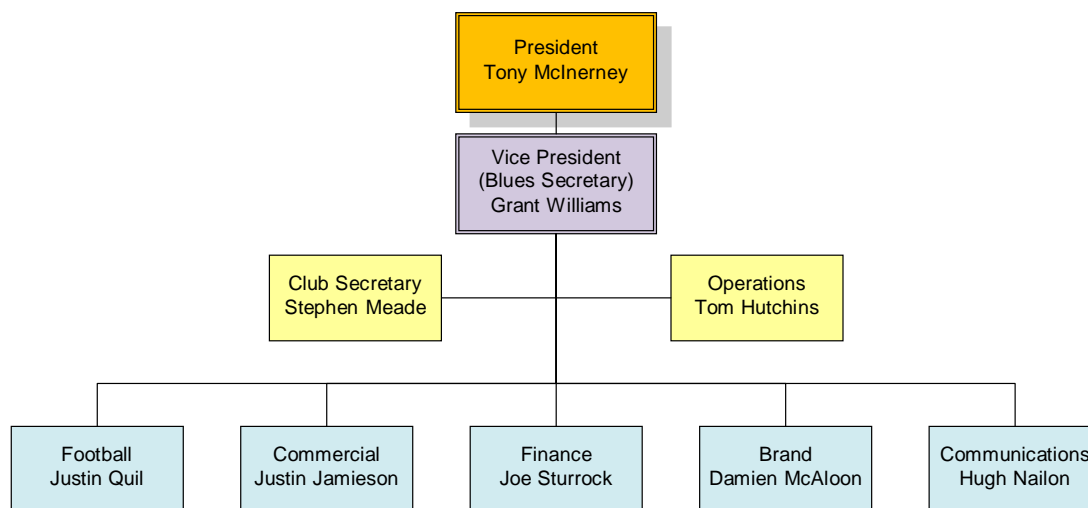 President
Tony McInerney
Vice President
(Blues Secretary)
Grant Williams
Club Secretary
Stephen Meade
Operations
Tom Hutchins
Football
Justin Quil
Commercial
Justin Jamieson
Finance
Joe Sturrock
Brand
Damien McAloon
Communications
Hugh Nailon